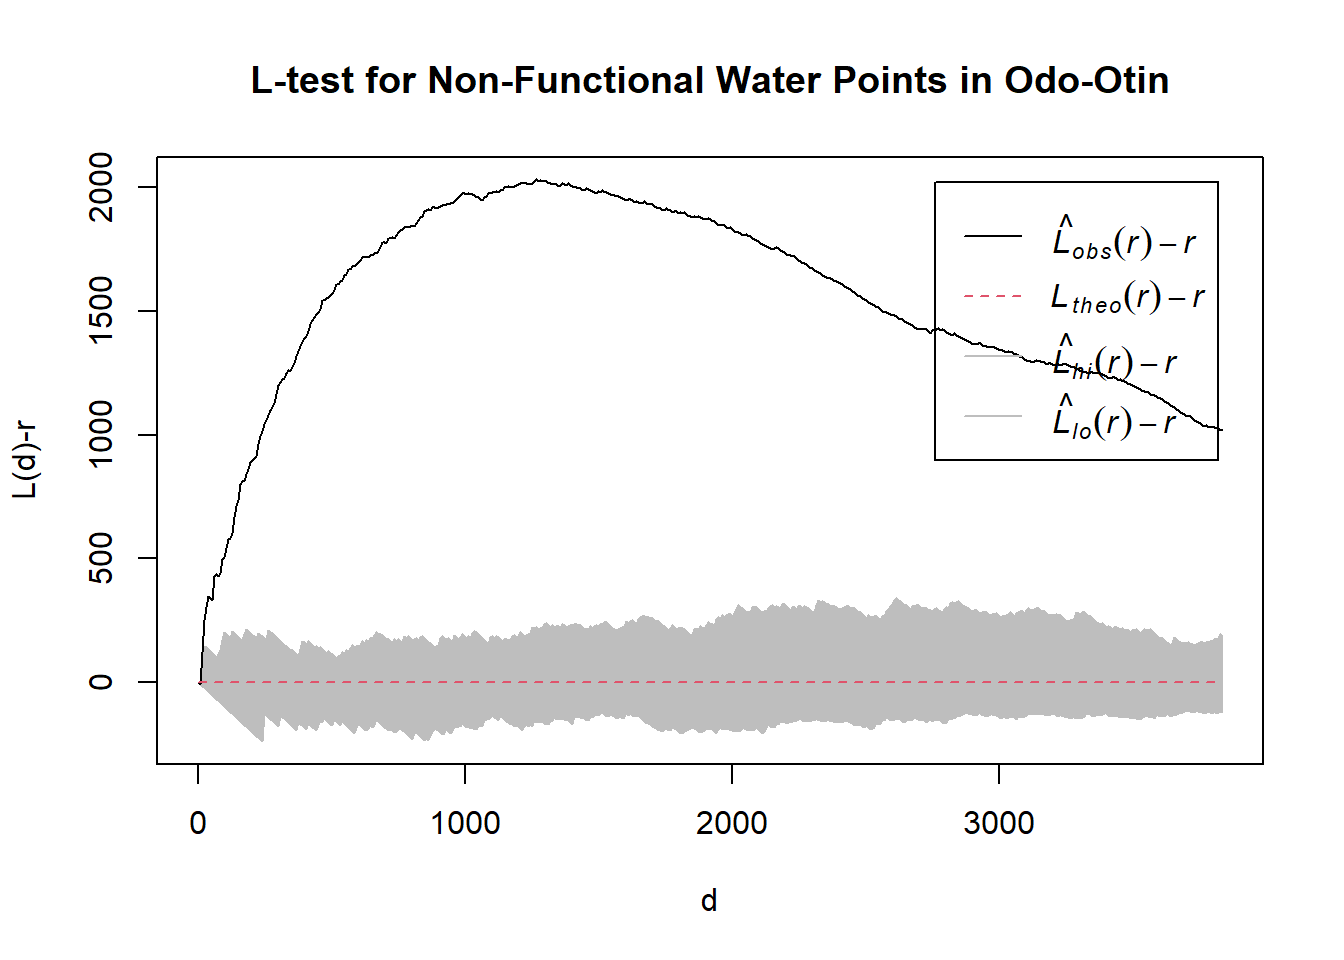 L-test for Non-Functional Water Points in Odo-Otin
L(d)-r
2000
1500
1000
500
0
L̂obs(r) − r
Ltheo(r) − r
L̂hi(r) − r
L̂lo(r) − r
0 1000 2000 3000
d